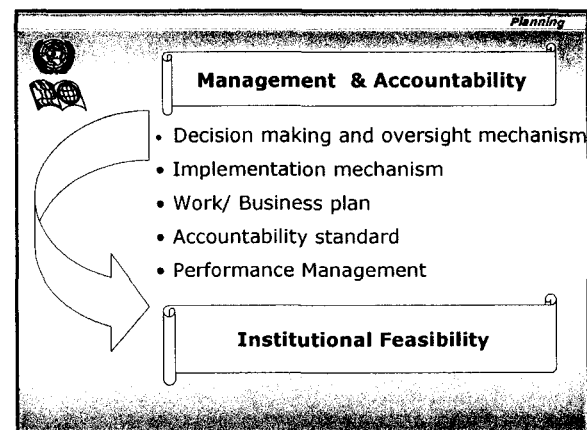 Planning
Management & Accountability
• Decision making and oversight mechanism
• Implementation mechanism
• Work/ Business plan
• Accountability standard
• Performance Management
Institutional Feasibility